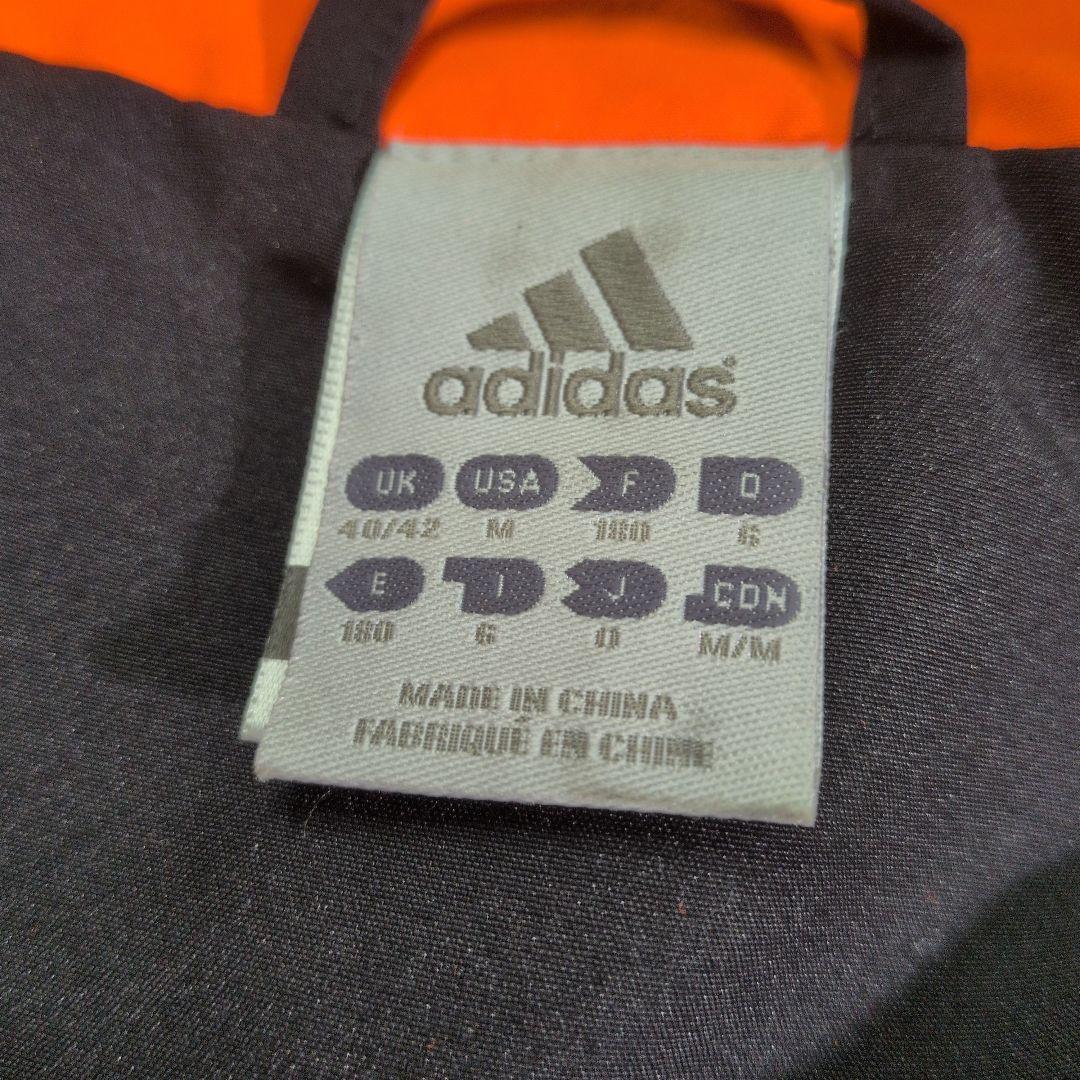 adidas®
UK USA F D
40/42 M 180 6
E I J CDN
180 6 O M/M
MADE IN CHINA
FABRIQUÉ EN CHINE